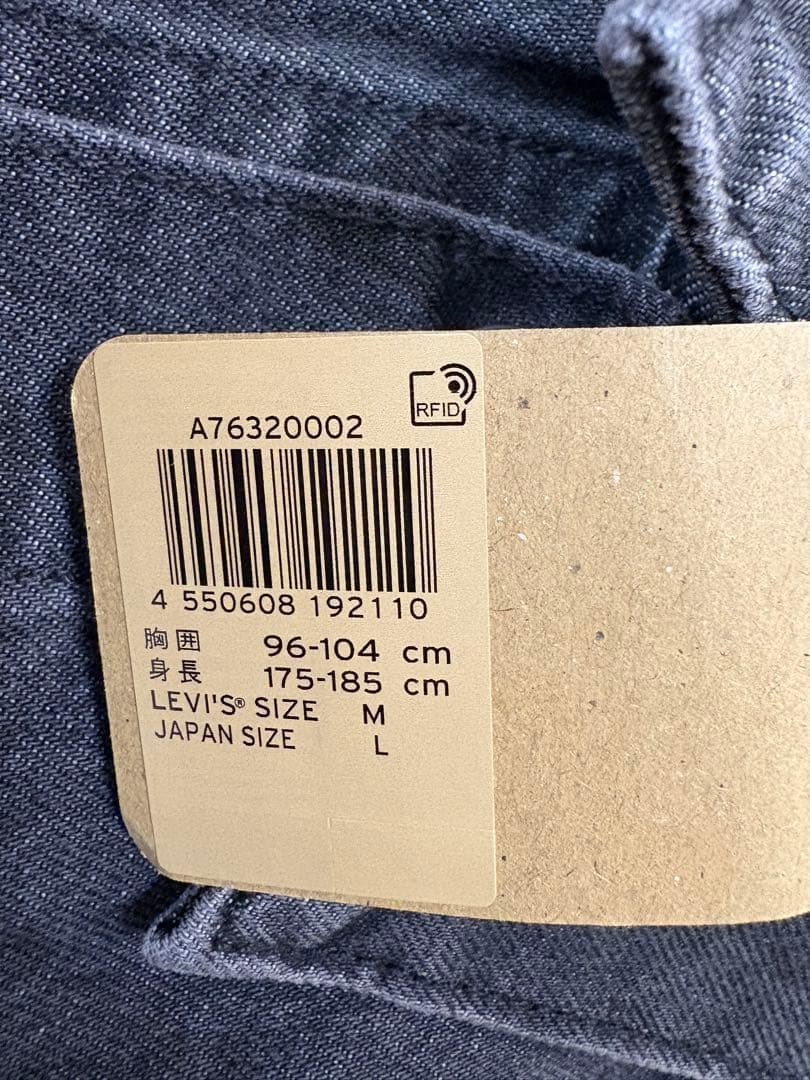 RFID
A76320002
4 550608 192110
胸囲 96-104 cm
身長 175-185 cm
LEVI'S® SIZE M
JAPAN SIZE L